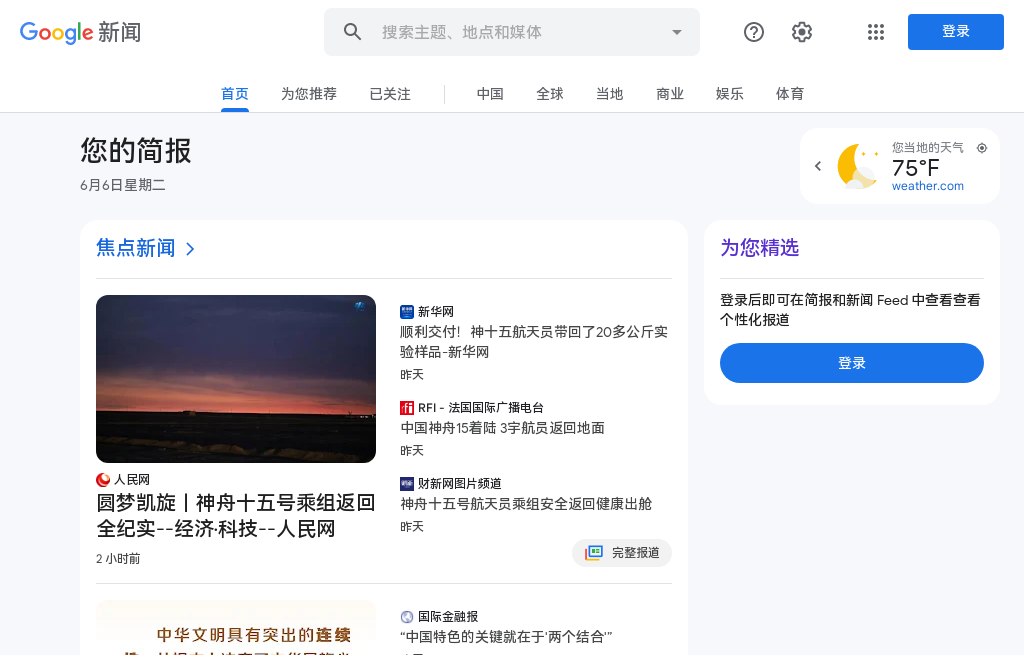 Google 新闻
搜索主题、地点和媒体
登录
首页 为您推荐 已关注 中国 全球 当地 商业 娱乐 体育
您的简报
6月6日星期二
您当地的天气
75°F
weather.com
焦点新闻
人民网
圆梦凯旋丨神舟十五号乘组返回
全纪实--经济·科技--人民网
2 小时前
新华网
顺利交付！神十五航天员带回了20多公斤实
验样品-新华网
昨天
RFI - 法国国际广播电台
中国神舟15着陆 3宇航员返回地面
昨天
财新网图片频道
神舟十五号航天员乘组安全返回健康出舱
昨天
完整报道
为您精选
登录后即可在简报和新闻 Feed 中查看查看
个性化报道
登录
中华文明具有突出的连续
国际金融报
“中国特色的关键就在于‘两个结合’”